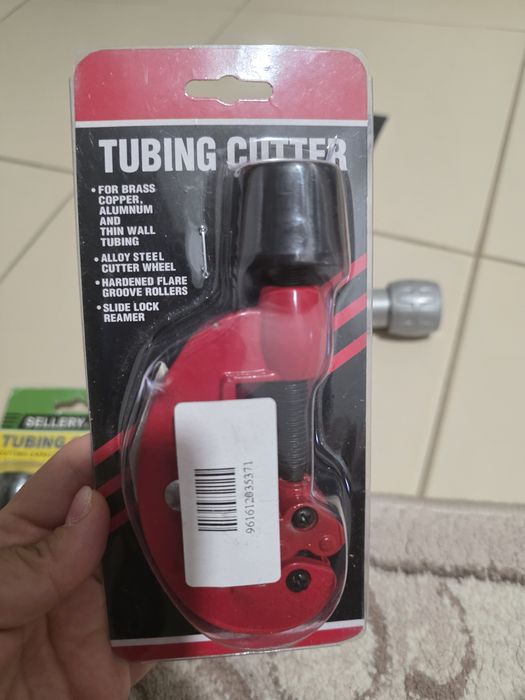 TUBING CUTTER
• FOR BRASS
COPPER,
ALUMNUM
AND
THIN WALL
TUBING
• ALLOY STEEL
CUTTER WHEEL
• HARDENED FLARE
GROOVE ROLLERS
• SLIDE LOCK
REAMER
961612035371
SELLERY
TUBING